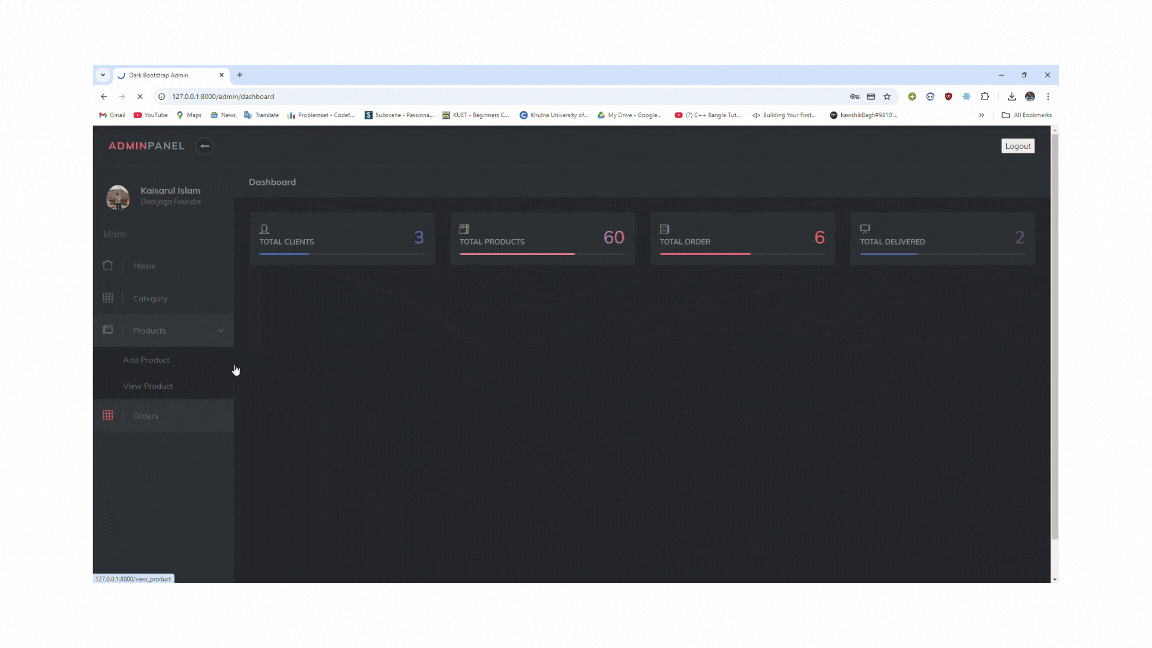 Dark Bootstrap Admin
127.0.0.1:8000/admin/dashboard
Gmail YouTube Maps News Translate Problemset - Codef... Subscene - Passiona... KUET - Beginners C... Khulna University of... My Drive - Google... (7) C++ Bangla Tut... Building Your First... All Bookmarks
ADMINPANEL
Logout
Kaisarul Islam
Damjaga Founder
Main
Home
Category
Products
Add Product
View Product
Orders
Dashboard
TOTAL CLIENTS 3
TOTAL PRODUCTS 60
TOTAL ORDER 6
TOTAL DELIVERED 2
127.0.0.1:8000/view_product